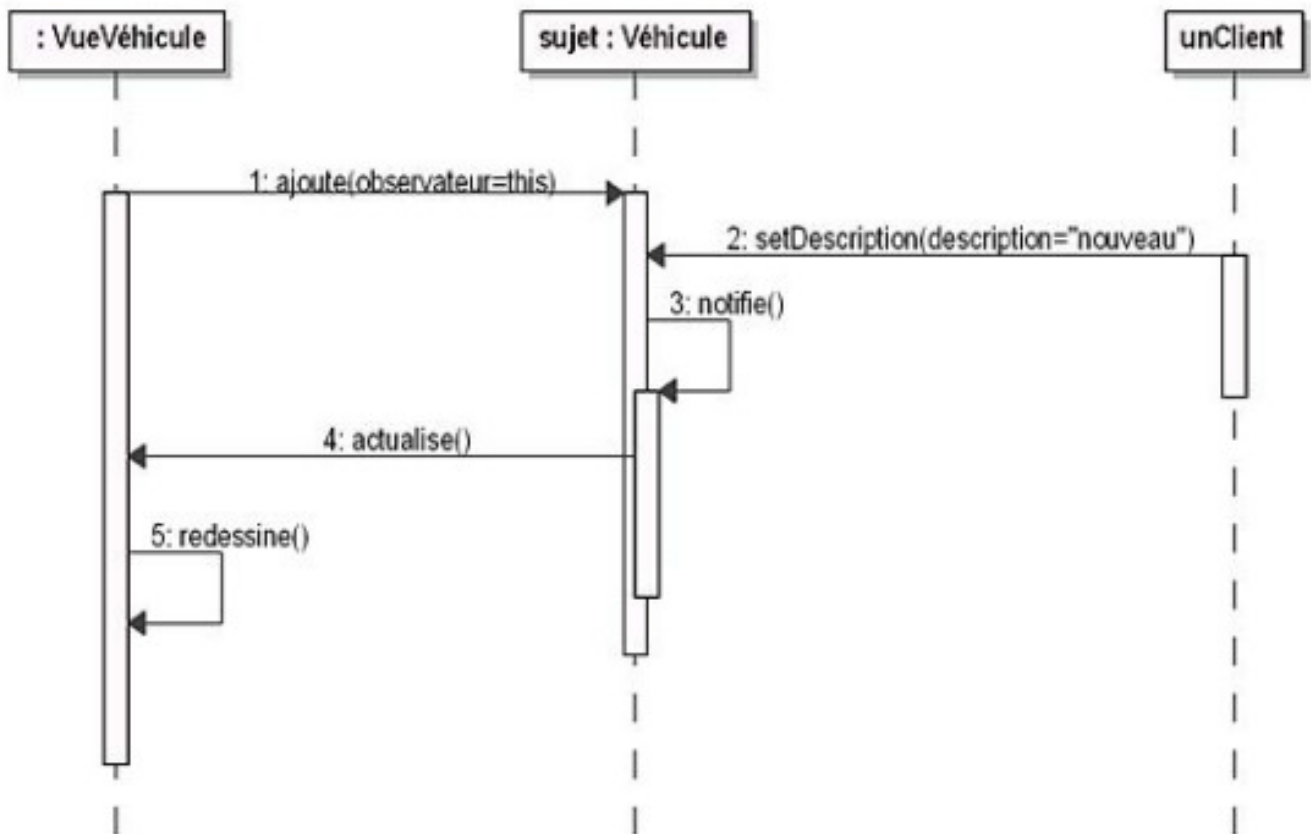 : VueVéhicule
sujet : Véhicule
unClient
1: ajoute(observateur=this)
2: setDescription(description="nouveau")
3: notifie()
4: actualise()
5: redessine()